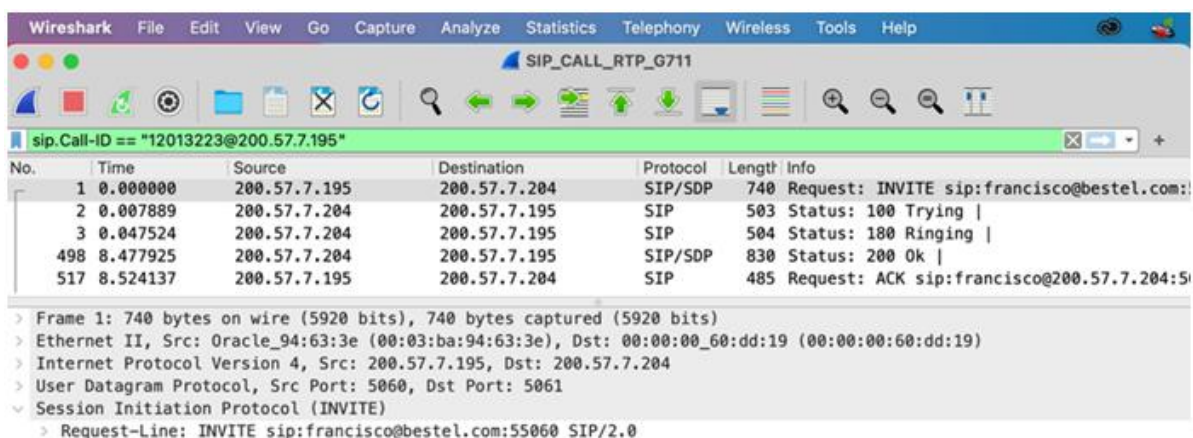 Wireshark File Edit View Go Capture Analyze Statistics Telephony Wireless Tools Help
SIP_CALL_RTP_G711
sip.Call-ID == "12013223@200.57.7.195"
No. Time Source Destination Protocol Length Info
1 0.000000 200.57.7.195 200.57.7.204 SIP/SDP 740 Request: INVITE sip:francisco@bestel.com:
2 0.007889 200.57.7.204 200.57.7.195 SIP 503 Status: 100 Trying |
3 0.047524 200.57.7.204 200.57.7.195 SIP 504 Status: 180 Ringing |
498 8.477925 200.57.7.204 200.57.7.195 SIP/SDP 830 Status: 200 Ok |
517 8.524137 200.57.7.195 200.57.7.204 SIP 485 Request: ACK sip:francisco@200.57.7.204:5
Frame 1: 740 bytes on wire (5920 bits), 740 bytes captured (5920 bits)
Ethernet II, Src: Oracle_94:63:3e (00:03:ba:94:63:3e), Dst: 00:00:00_60:dd:19 (00:00:00:60:dd:19)
Internet Protocol Version 4, Src: 200.57.7.195, Dst: 200.57.7.204
User Datagram Protocol, Src Port: 5060, Dst Port: 5061
Session Initiation Protocol (INVITE)
Request-Line: INVITE sip:francisco@bestel.com:55060 SIP/2.0